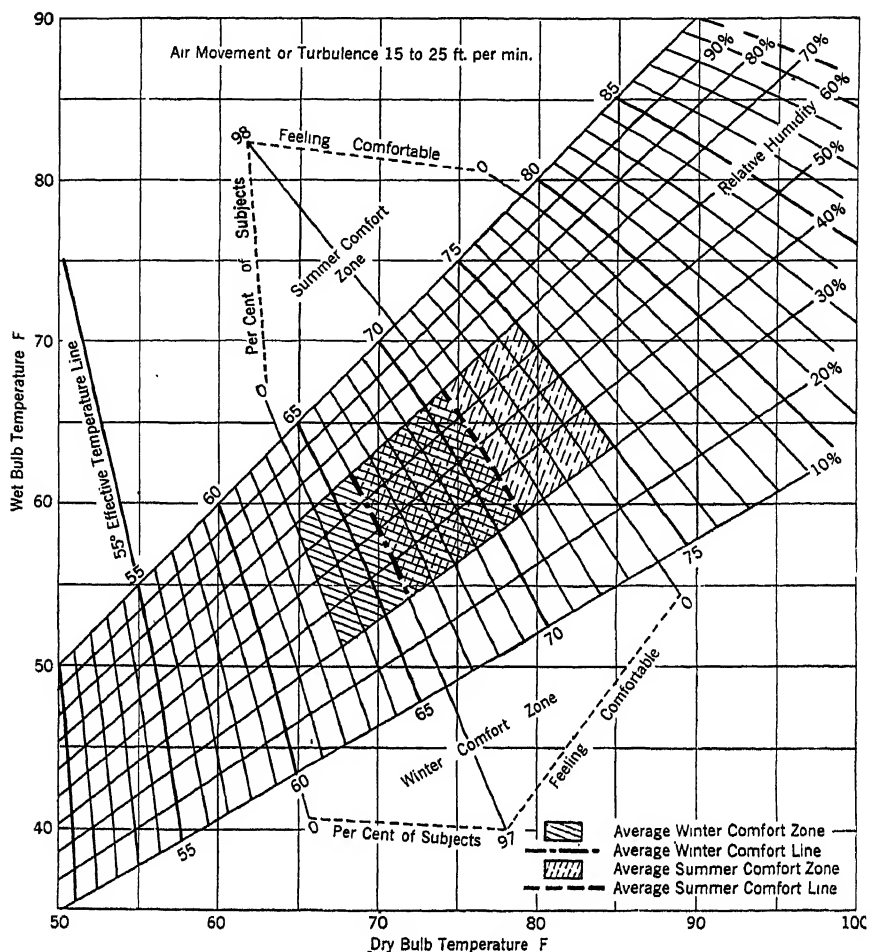 Air Movement or Turbulence 15 to 25 ft. per min.
90%
80%
70%
60%
50%
40%
30%
20%
10%
Relative Humidity
98
Feeling Comfortable
0
Per Cent of Subjects
0
Summer Comfort
Zone
55° Effective Temperature Line
55
60
65
70
75
80
85
55
60
65
70
75
Winter Comfort Zone
0
Per Cent of Subjects
97
Feeling Comfortable
0
Average Winter Comfort Zone
Average Winter Comfort Line
Average Summer Comfort Zone
Average Summer Comfort Line
Wet Bulb Temperature F
90
80
70
60
50
40
50
60
70
80
90
100
Dry Bulb Temperature F